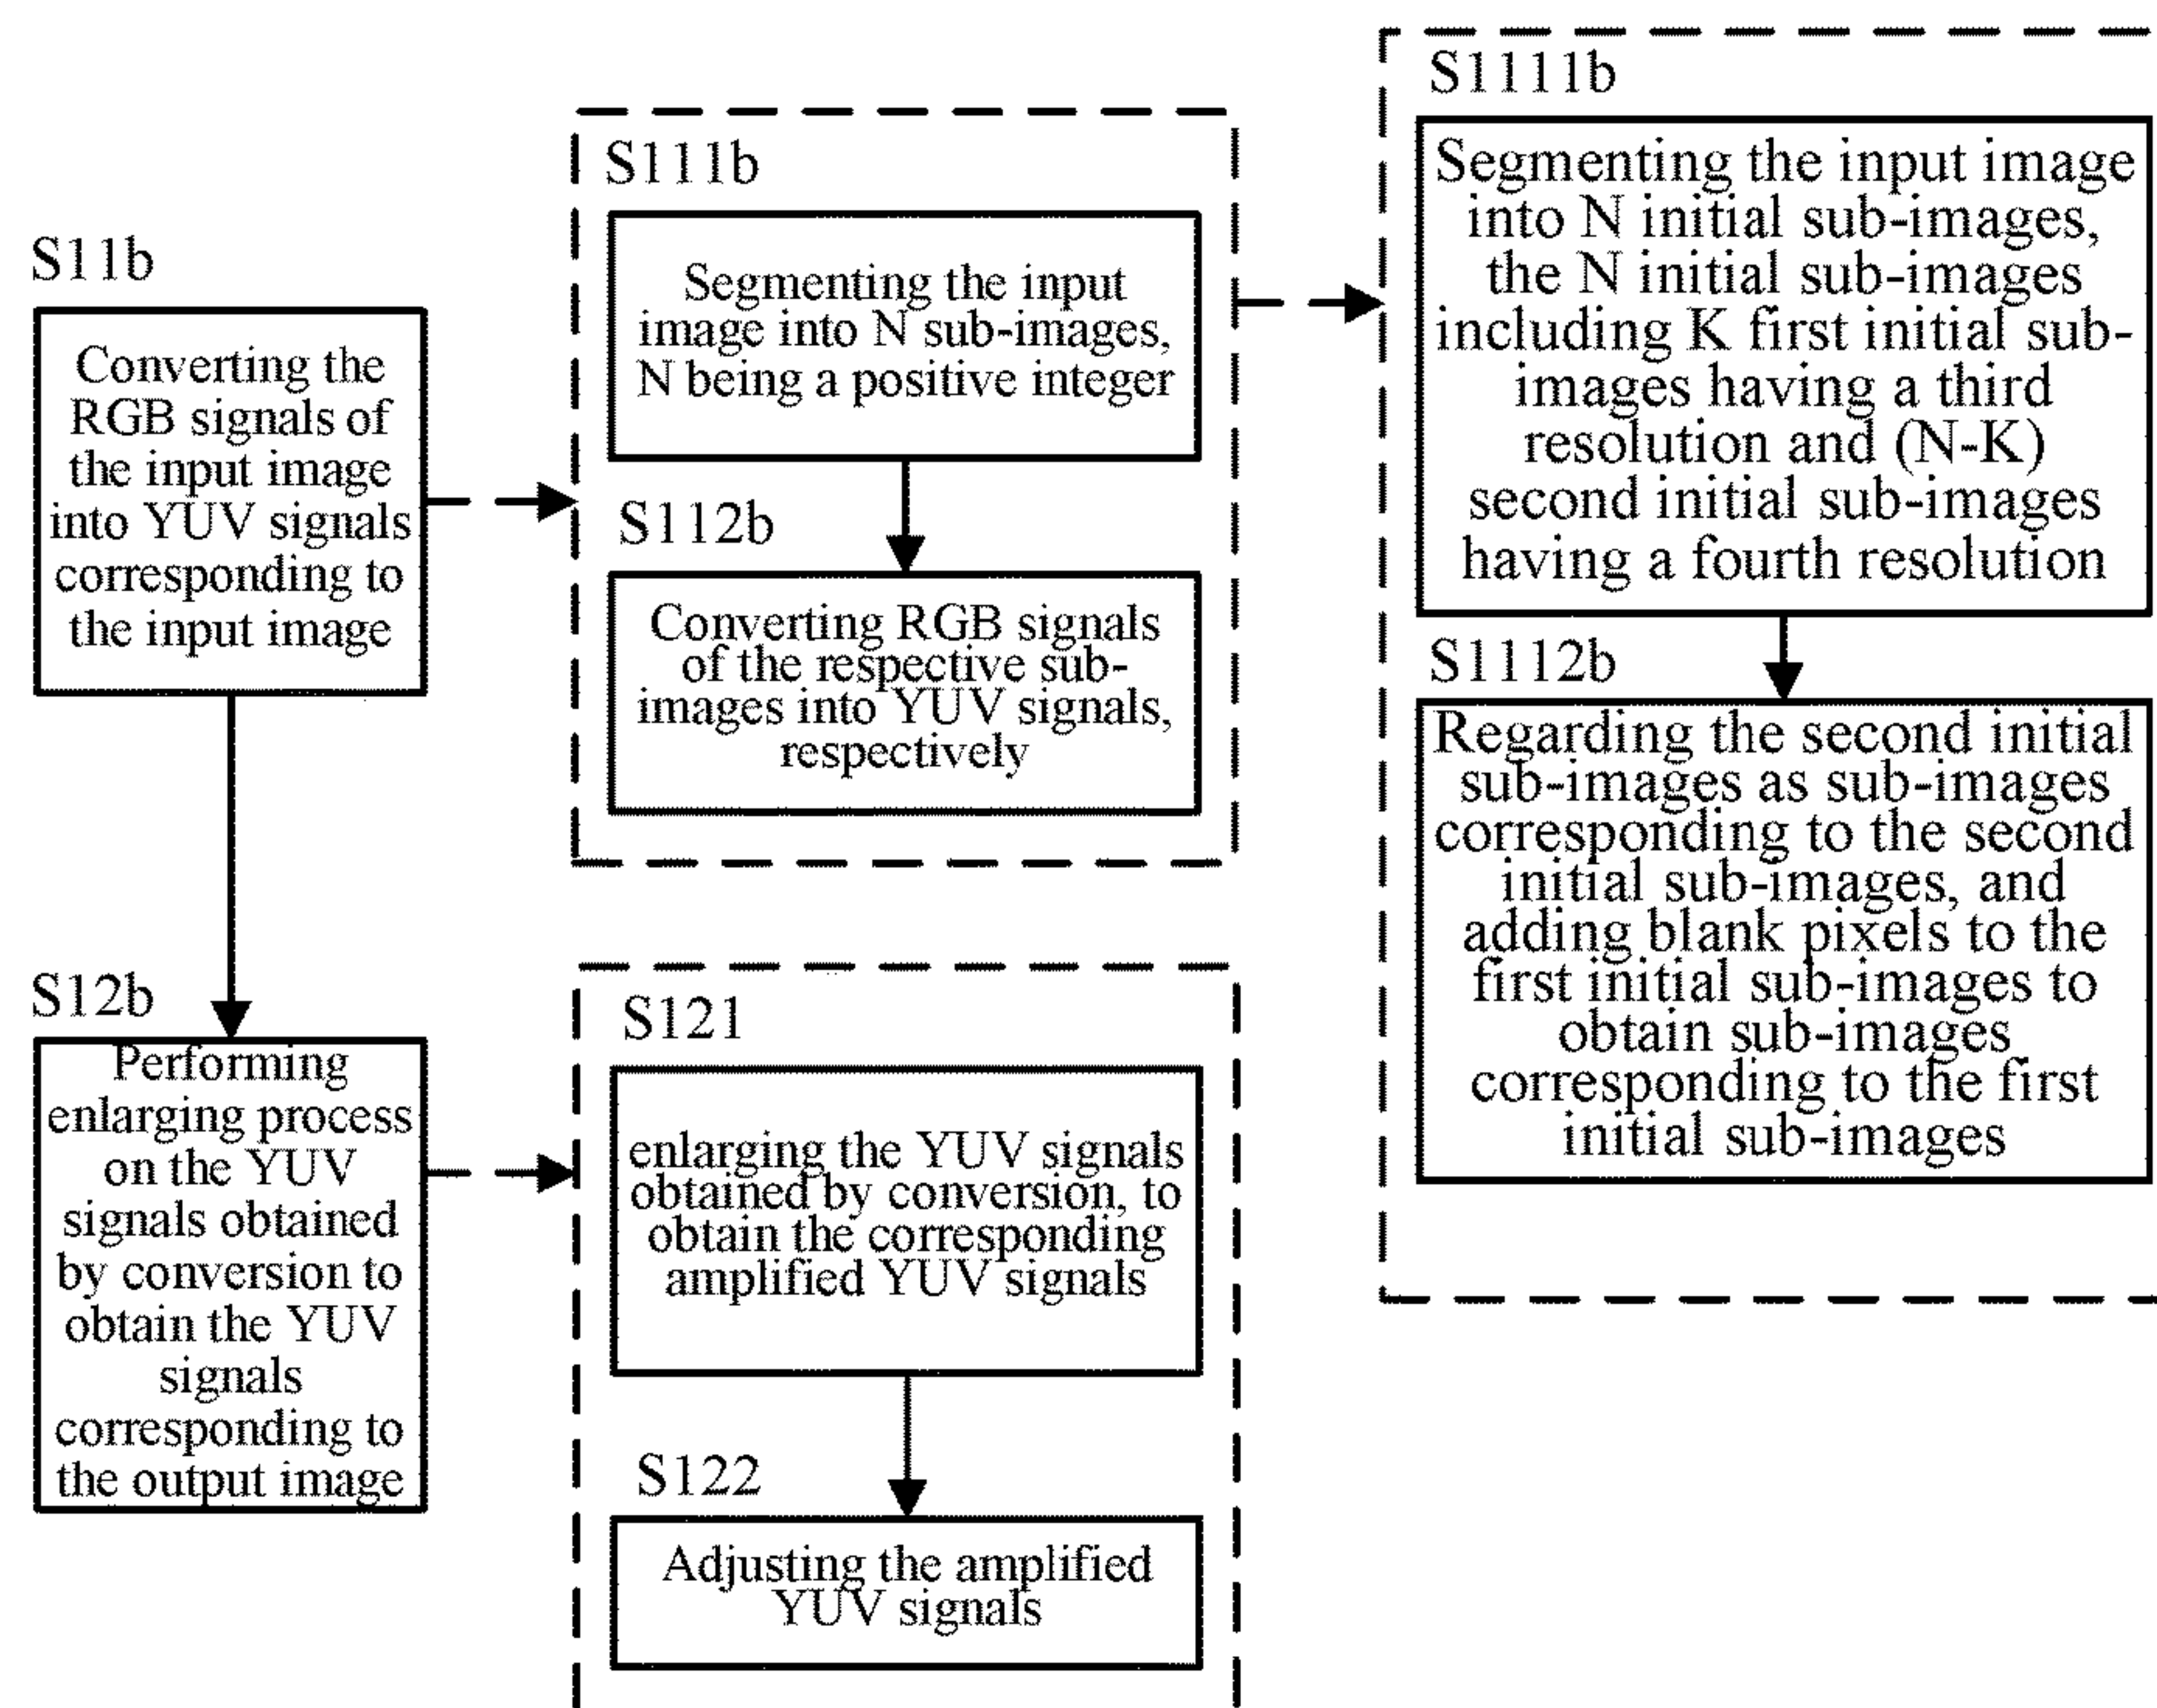 S11b
Converting the
RGB signals of
the input image
into YUV signals
corresponding to
the input image
S12b
Performing
enlarging process
on the YUV
signals obtained
by conversion to
obtain the YUV
signals
corresponding to
the output image
S111b
Segmenting the input
image into N sub-images,
N being a positive integer
S112b
Converting RGB signals
of the respective sub-
images into YUV signals,
respectively
S121
enlarging the YUV signals
obtained by conversion, to
obtain the corresponding
amplified YUV signals
S122
Adjusting the amplified
YUV signals
S1111b
Segmenting the input image
into N initial sub-images,
the N initial sub-images
including K first initial sub-
images having a third
resolution and (N-K)
second initial sub-images
having a fourth resolution
S1112b
Regarding the second initial
sub-images as sub-images
corresponding to the second
initial sub-images, and
adding blank pixels to the
first initial sub-images to
obtain sub-images
corresponding to the first
initial sub-images